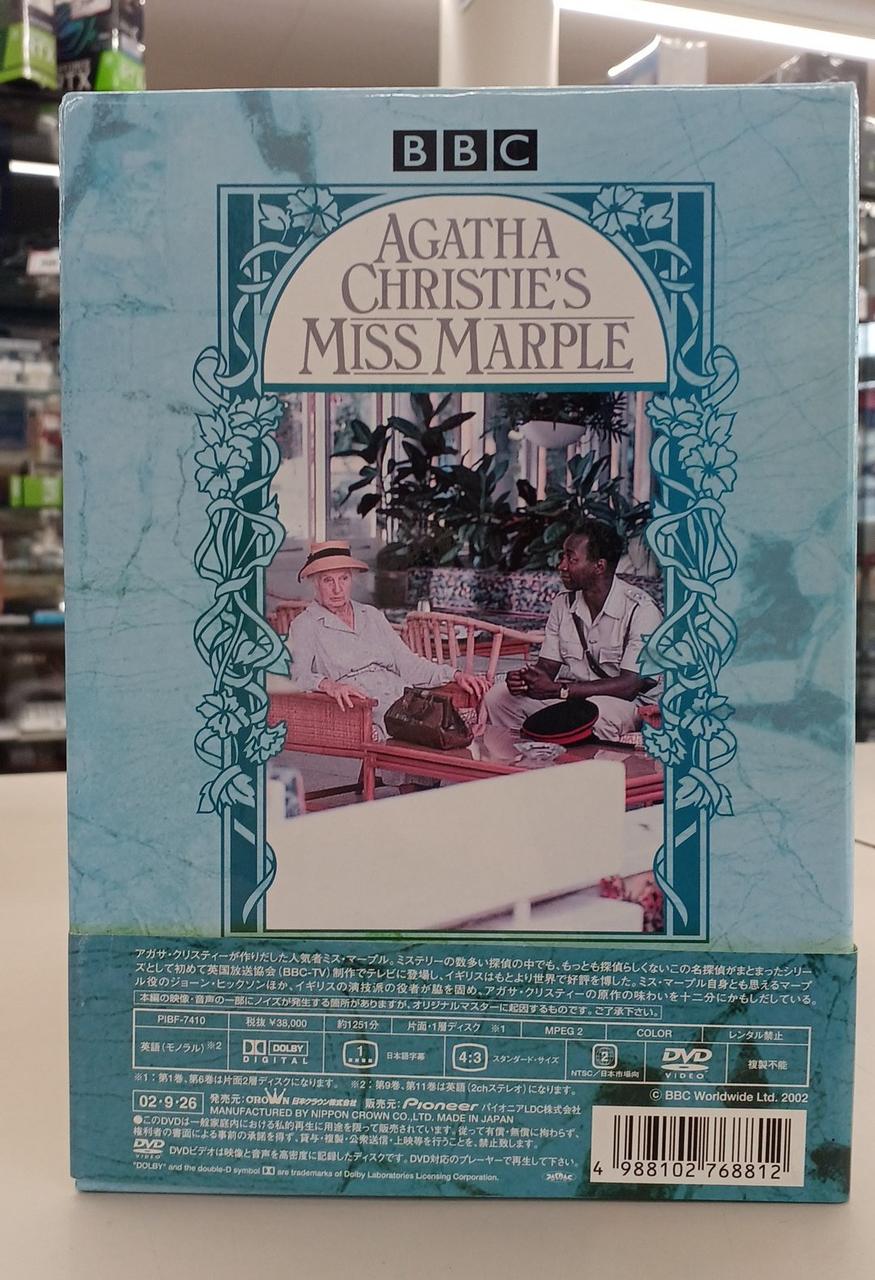 BBC
AGATHA
CHRISTIE'S
MISS MARPLE
アガサ・クリスティーが作りだした人気者ミス・マープル。ミステリーの数多い探偵の中でも、もっとも探偵らしくないこの名探偵がまとまったシリー
ズとして初めて英国放送協会(BBC-TV)制作でテレビに登場し、イギリスはもとより世界で好評を博した。ミス・マープル自身とも思えるマープ
ル役のジョーン・ヒックソンほか、イギリスの演技派の役者が脇を固め、アガサ・クリスティーの原作の味わいを十二分にかもしだしている。
本編の映像・音声の一部にノイズが発生する箇所がありますが、オリジナルマスターに起因するものです。ご了承下さい。
PIBF-7410 税抜 ¥38,000 約1251分 片面・1層ディスク ※1 MPEG 2 COLOR レンタル禁止
英語(モノラル)※2 DOLBY DIGITAL 1 日本語字幕 4:3 スタンダード・サイズ 2 NTSC/日本市場向 DVD VIDEO 複製不能
※1:第1巻、第6巻は片面2層ディスクになります。 ※2:第9巻、第11巻は英語(2chステレオ)になります。
© BBC Worldwide Ltd. 2002
02・9・26 発売元:CROWN 日本クラウン株式会社 販売元:Pioneer パイオニアLDC株式会社
MANUFACTURED BY NIPPON CROWN CO.,LTD. MADE IN JAPAN
●このDVDは一般家庭内における私的再生に用途を限って販売されています。従って有償・無償に拘わらず、
権利者の書面による事前の承諾を得ず、賃与・複製・公衆送信・上映等を行うことを、禁止致します。
DVD VIDEO DVDビデオは映像と音声を高密度に記録したディスクです。DVD対応のプレーヤーで再生して下さい。
"DOLBY" and the double-D symbol are trademarks of Dolby Laboratories Licensing Corporation.
4 988102 768812